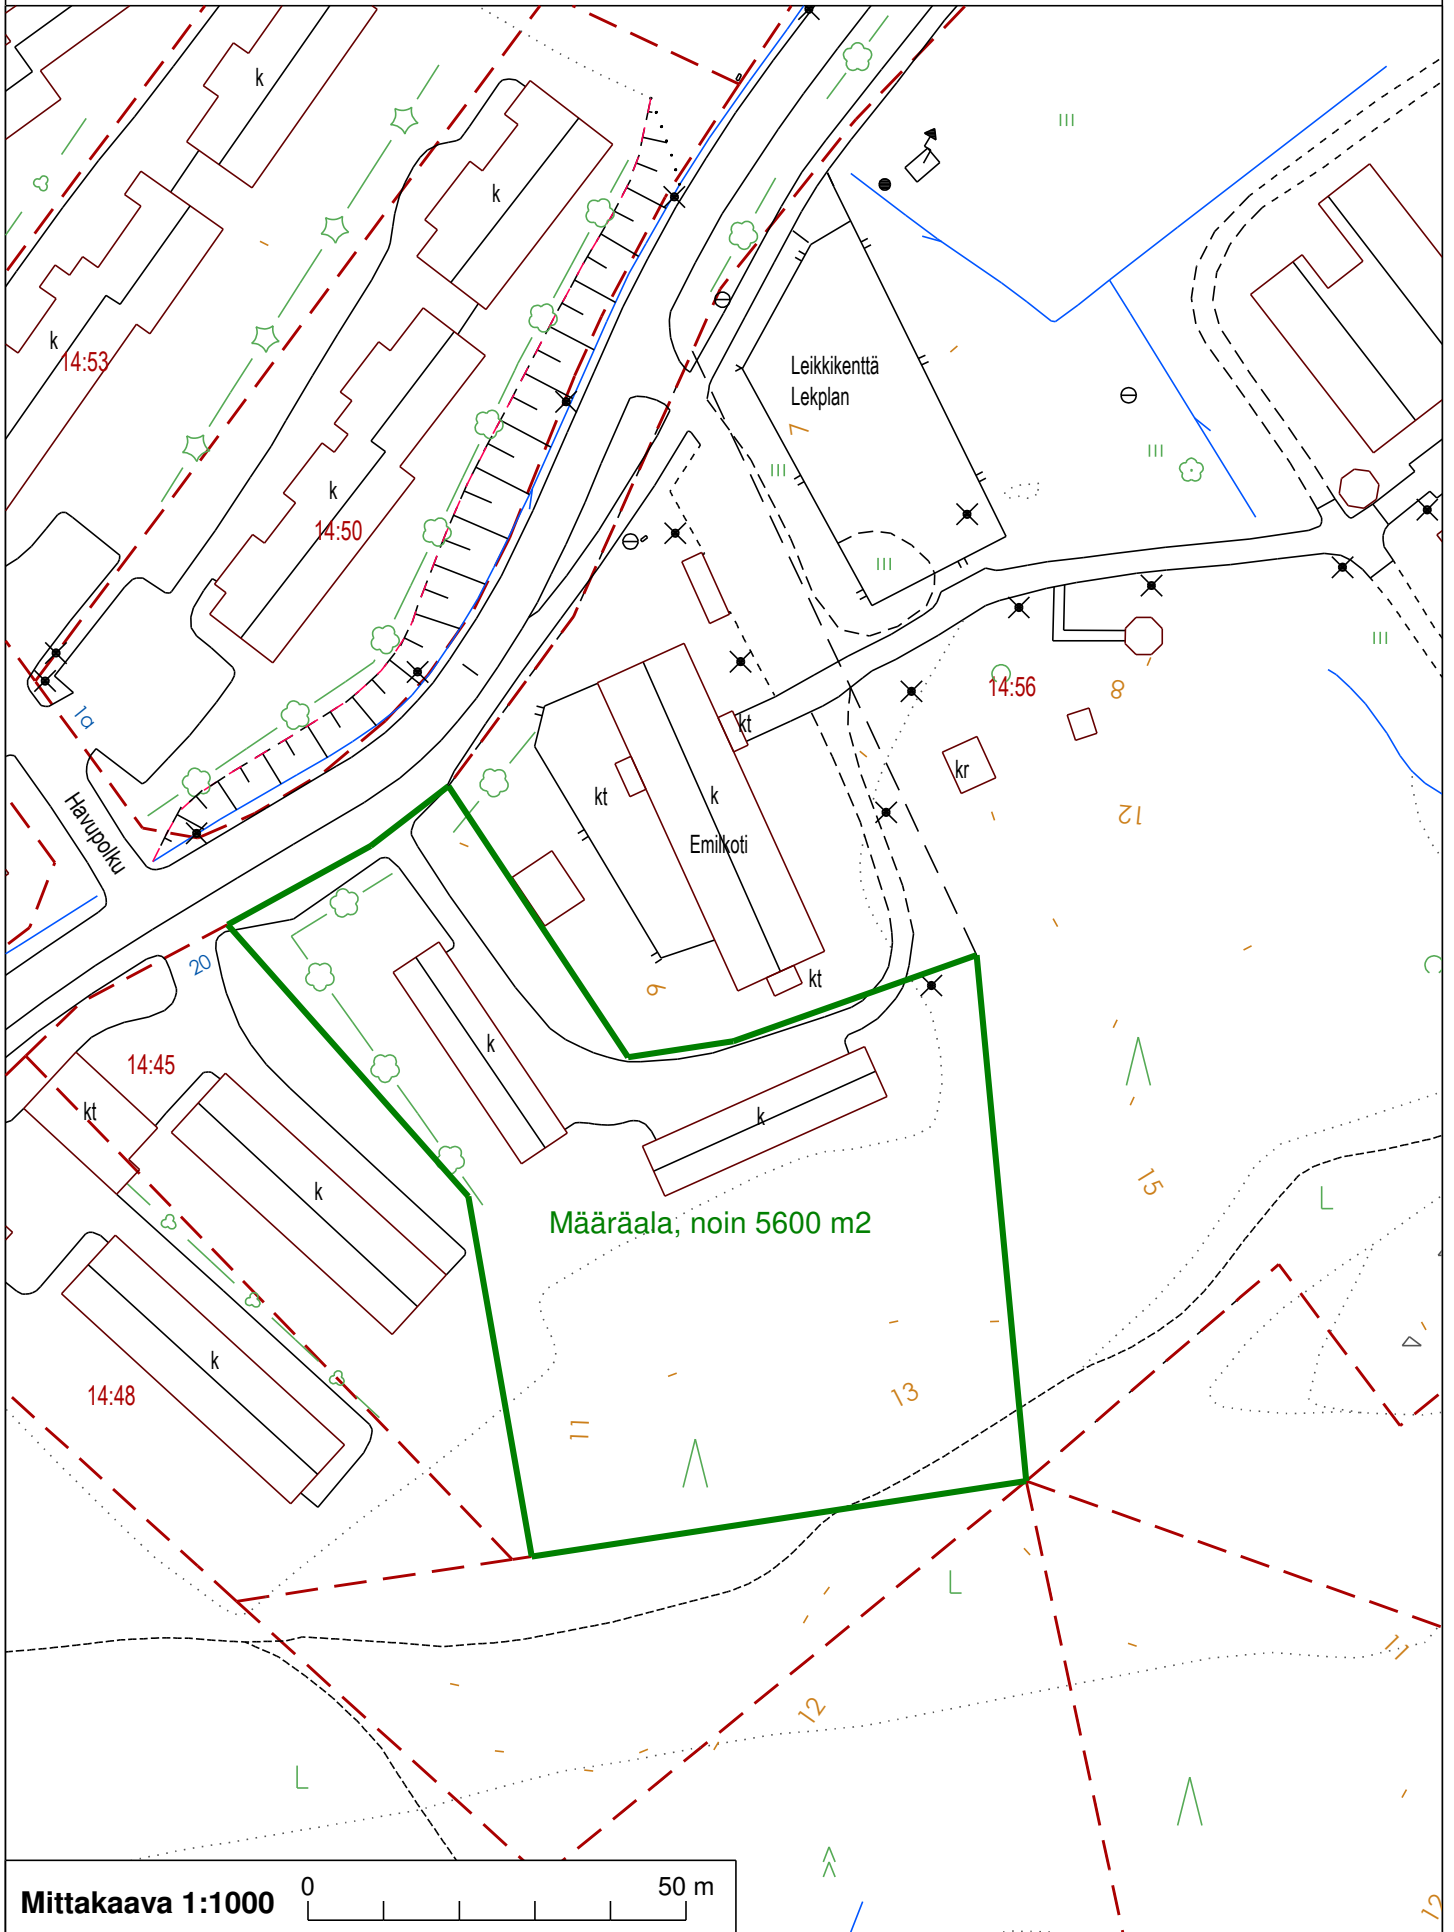 k
k
Leikkikenttä
Lekplan
k
14:53
7
k
14:50
14:56
8
1a
kt
kr
kt
k
12
Havupolku
Emilkoti
20
kt
9
k
14:45
kt
k
k
15
Määräala, noin 5600 m2
k
13
14:48
11
11
12
12
Mittakaava 1:1000
0
50 m